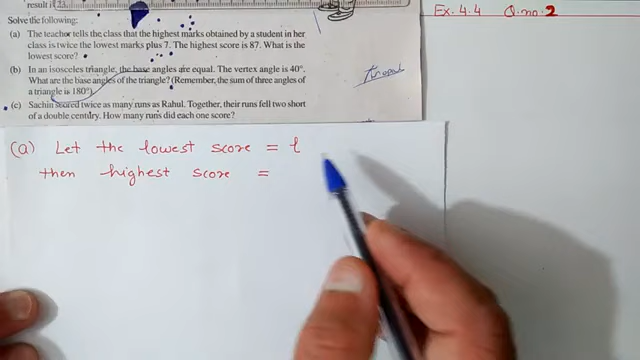 result is 23.
Ex. 4.4 Q.no. 2
Solve the following:
(a) The teacher tells the class that the highest marks obtained by a student in her
class is twice the lowest marks plus 7. The highest score is 87. What is the
lowest score?
(b) In an isosceles triangle, the base angles are equal. The vertex angle is 40°.
What are the base angles of the triangle? (Remember, the sum of three angles of
a triangle is 180°).
(c) Sachin scored twice as many runs as Rahul. Together, their runs fell two short
of a double century. How many runs did each one score?
(a) Let the lowest score = l
then highest score =